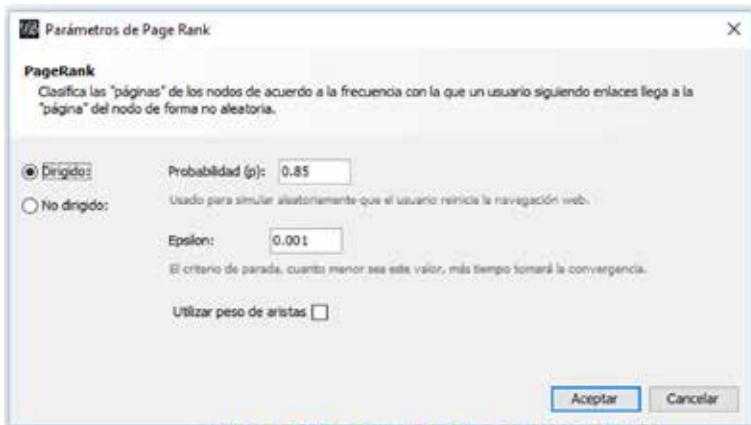 Parámetros de Page Rank
PageRank
Clasifica las "páginas" de los nodos de acuerdo a la frecuencia con la que un usuario siguiendo enlaces llega a la
"página" del nodo de forma no aleatoria.
Dirigido:
Probabilidad (p): 0.85
No dirigido:
Usado para simular aleatoriamente que el usuario reinicia la navegación web.
Epsilon: 0.001
El criterio de parada, cuanto menor sea este valor, más tiempo tomará la convergencia.
Utilizar peso de aristas
Aceptar
Cancelar